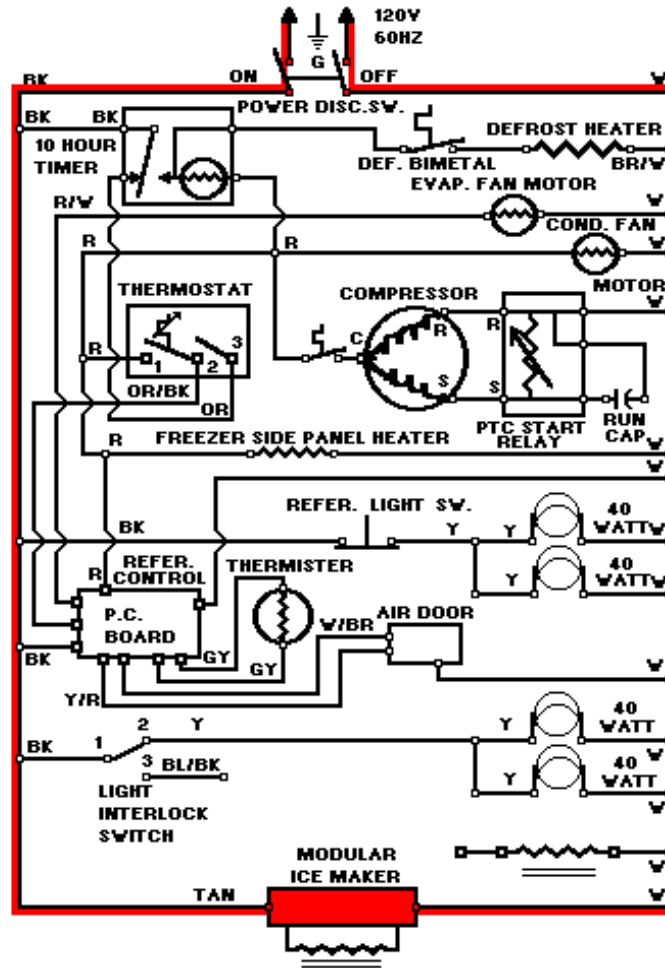 120V
60HZ
G
BK
ON
OFF
W
POWER DISC.SW.
BK
BK
10 HOUR
TIMER
DEFROST HEATER
DEF. BIMETAL
BR/W
EVAP. FAN MOTOR
R/W
W
COND. FAN
R
R
W
MOTOR
THERMOSTAT
COMPRESSOR
W
3
C
R
R
R
1
2
OR/BK
S
S
OR
PTC START
RELAY
RUN
CAP
R
FREEZER SIDE PANEL HEATER
W
W
REFER. LIGHT SW.
BK
Y
Y
40
WATT
W
REFER.
CONTROL
THERMISTER
40
WATT
W
R
Y
P.C.
BOARD
W/BR
AIR DOOR
GY
GY
BK
W
Y/R
2
Y
Y
40
WATT
W
BK
1
3
BL/BK
Y
40
WATT
W
LIGHT
INTERLOCK
SWITCH
MODULAR
ICE MAKER
W
TAN
W